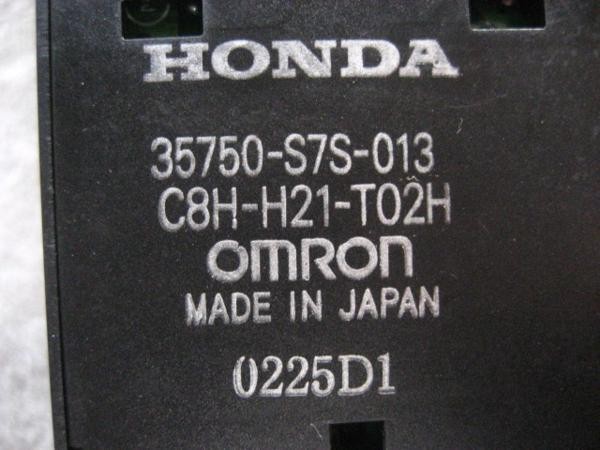 HONDA
35750-S7S-013
C8H-H21-T02H
OMRON
MADE IN JAPAN
0225D1